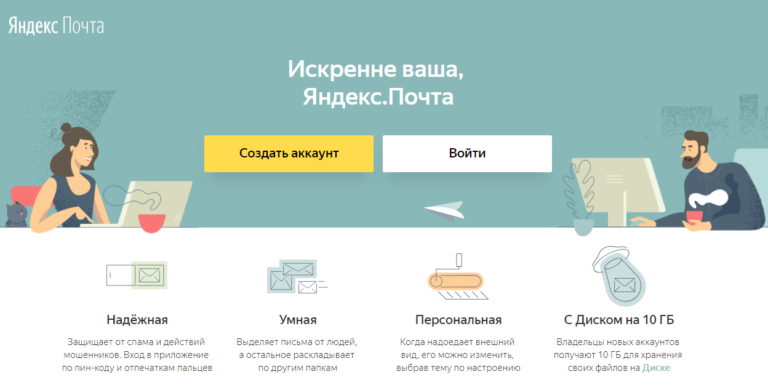 Яндекс Почта
Искренне ваша,
Яндекс.Почта
Создать аккаунт
Войти
Надёжная
Защищает от спама и действий
мошенников. Вход в приложение
по пин-коду и отпечаткам пальцев
Умная
Выделяет письма от людей,
а остальное раскладывает
по другим папкам
Персональная
Когда надоедает внешний
вид, его можно изменить,
выбрав тему по настроению
С Диском на 10 ГБ
Владельцы новых аккаунтов
получают 10 ГБ для хранения
своих файлов на Диске